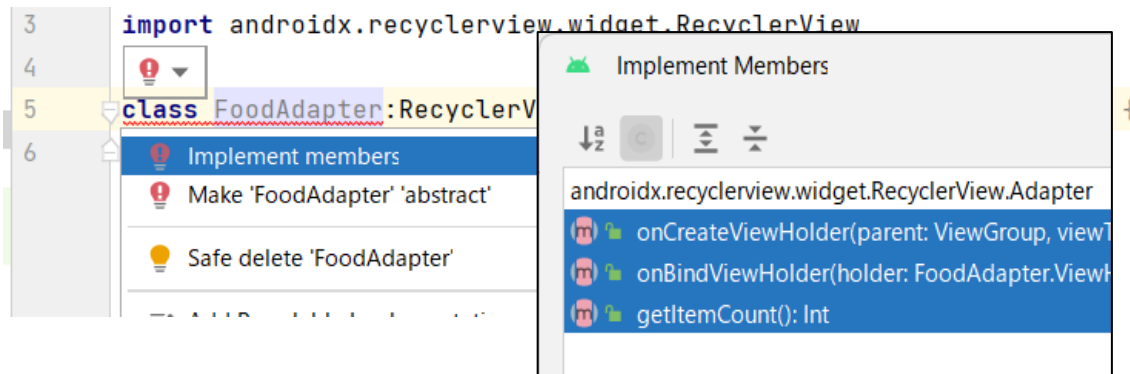 3 import androidx.recyclerview.widget.RecyclerView
4
5 class FoodAdapter:RecyclerV
6
Implement members
Make 'FoodAdapter' 'abstract'
Safe delete 'FoodAdapter'
Implement Members
androidx.recyclerview.widget.RecyclerView.Adapter
onCreateViewHolder(parent: ViewGroup, viewT
onBindViewHolder(holder: FoodAdapter.ViewH
getItemCount(): Int